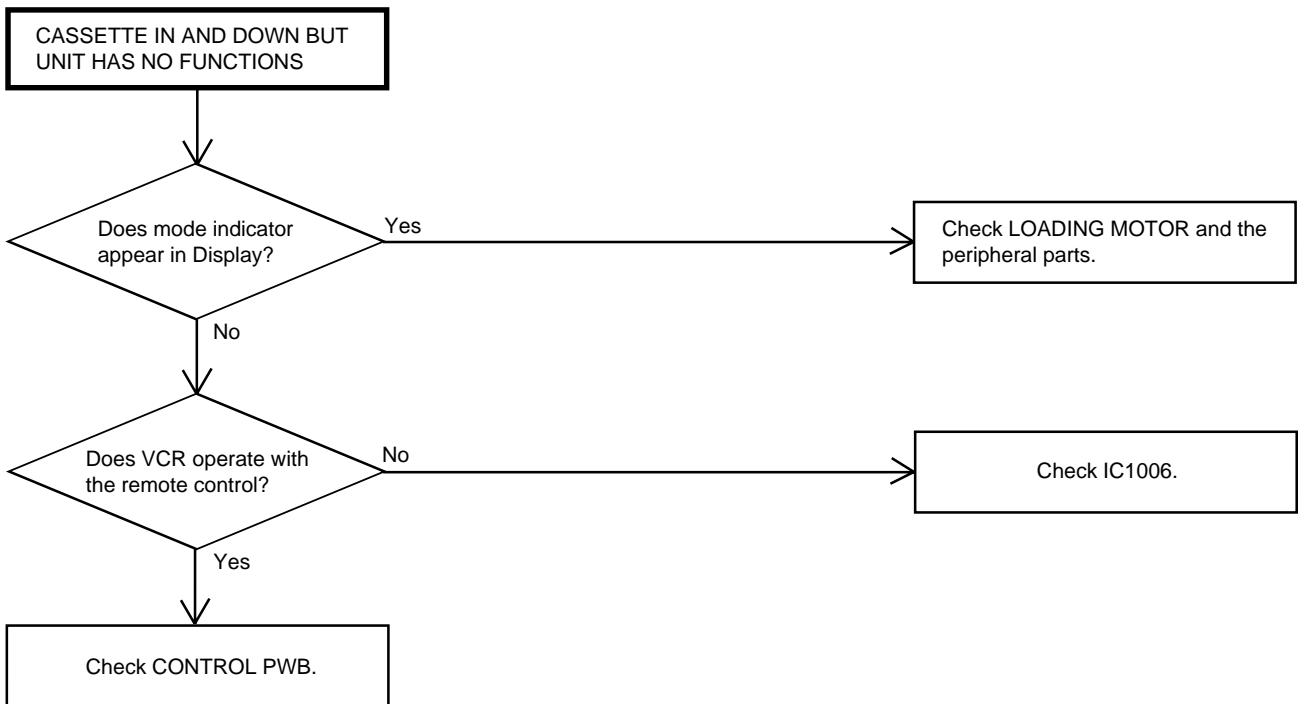 CASSETTE IN AND DOWN BUT
UNIT HAS NO FUNCTIONS
Does mode indicator
appear in Display?
Yes
Check LOADING MOTOR and the
peripheral parts.
No
Does VCR operate with
the remote control?
No
Check IC1006.
Yes
Check CONTROL PWB.